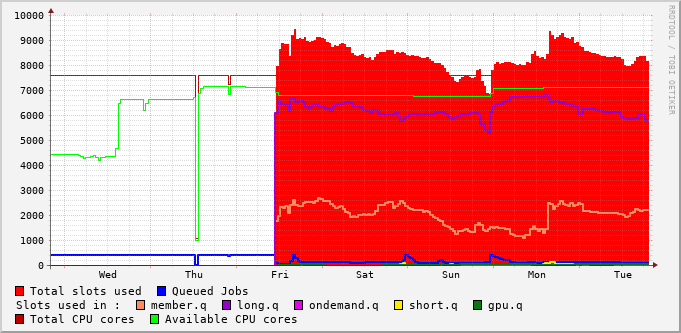 10000
9000
8000
7000
6000
5000
4000
3000
2000
1000
0
Wed Thu Fri Sat Sun Mon Tue
RRDTOOL / TOBI OETIKER
Total slots used Queued Jobs
Slots used in : member.q long.q ondemand.q short.q gpu.q
Total CPU cores Available CPU cores